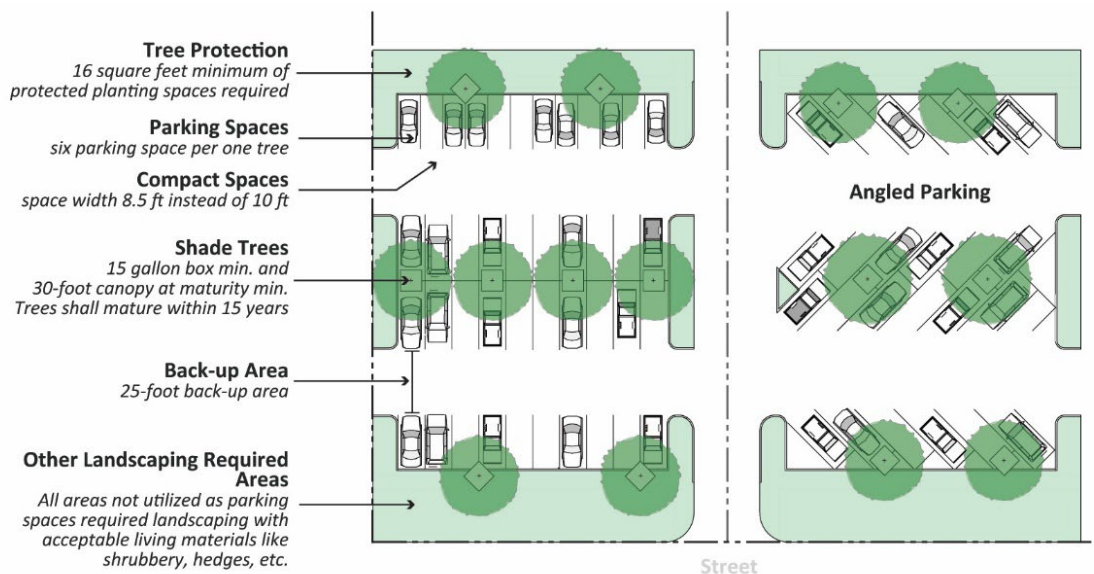 Tree Protection
16 square feet minimum of
protected planting spaces required
Parking Spaces
six parking space per one tree
Compact Spaces
space width 8.5 ft instead of 10 ft
Shade Trees
15 gallon box min. and
30-foot canopy at maturity min.
Trees shall mature within 15 years
Back-up Area
25-foot back-up area
Other Landscaping Required
Areas
All areas not utilized as parking
spaces required landscaping with
acceptable living materials like
shrubbery, hedges, etc.
Angled Parking
Street